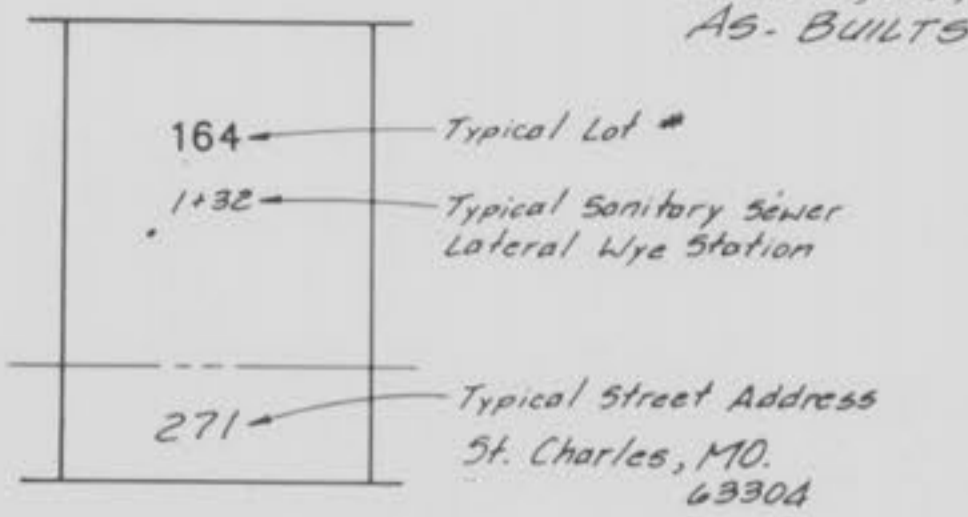 AS-BUILTS
164
Typical Lot #
1+32
Typical Sanitary Sewer
Lateral Wye Station
271
Typical Street Address
St. Charles, MO.
63304